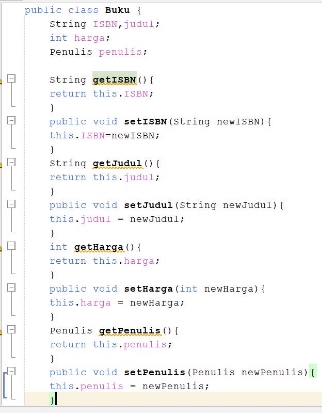 public class Buku {
String ISBN,judul;
int harga;
Penulis penulis;
String getISBN(){
return this.ISBN;
}
public void setISBN(String newISBN){
this.ISBN=newISBN;
}
String getJudul(){
return this.judul;
}
public void setJudul(String newJudul){
this.judul = newJudul;
}
int getHarga(){
return this.harga;
}
public void setHarga(int newHarga){
this.harga = newHarga;
}
Penulis getPenulis(){
return this.penulis;
}
public void setPenulis(Penulis newPenulis){
this.penulis = newPenulis;
}